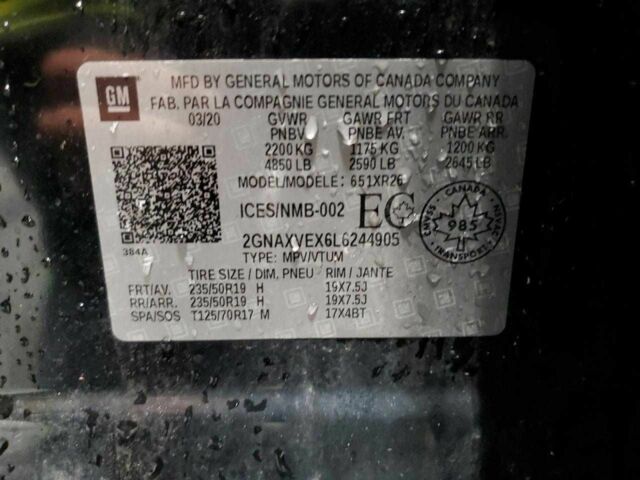 GM
MFD BY GENERAL MOTORS OF CANADA COMPANY
FAB. PAR LA COMPAGNIE GENERAL MOTORS DU CANADA
03/20 GVWR GAWR FRT GAWR RR
PNBV PNBE AV. PNBE ARR.
2200 KG 1175 KG 1200 KG
4850 LB 2590 LB 2645 LB
MODEL/MODELE: 651XR26
ICES/NMB-002 EC
CANADA
985
TRANSPORT
2GNAXVEX6L6244905
384A
TYPE: MPV/VTUM
TIRE SIZE / DIM. PNEU RIM / JANTE
FRT/AV. 235/50R19 H 19X7.5J
RR/ARR. 235/50R19 H 19X7.5J
SPA/SOS T125/70R17 M 17X4BT